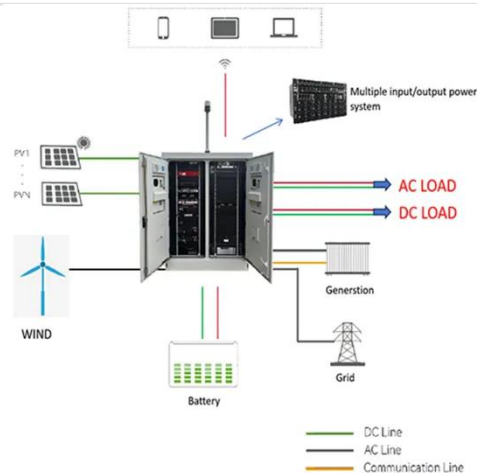 Multiple input/output power
system
PV1
PVN
AC LOAD
DC LOAD
WIND
Generstion
Grid
Battery
DC Line
AC Line
Communication Line